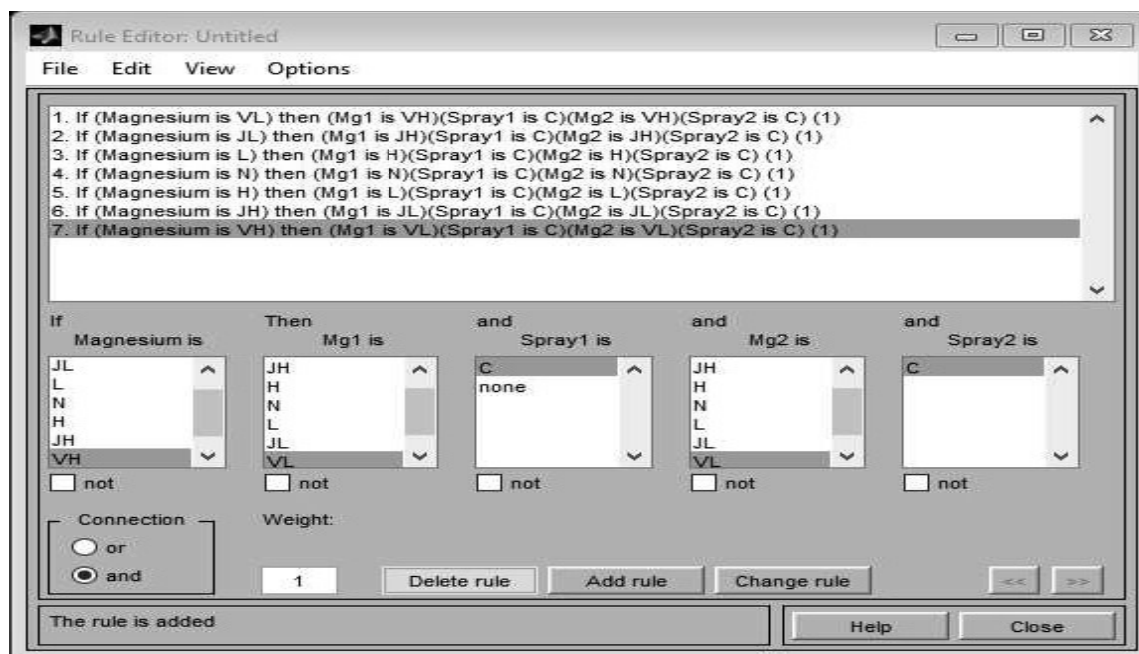 Rule Editor: Untitled
File Edit View Options
1. If (Magnesium is VL) then (Mg1 is VH)(Spray1 is C)(Mg2 is VH)(Spray2 is C) (1)
2. If (Magnesium is JL) then (Mg1 is JH)(Spray1 is C)(Mg2 is JH)(Spray2 is C) (1)
3. If (Magnesium is L) then (Mg1 is H)(Spray1 is C)(Mg2 is H)(Spray2 is C) (1)
4. If (Magnesium is N) then (Mg1 is N)(Spray1 is C)(Mg2 is N)(Spray2 is C) (1)
5. If (Magnesium is H) then (Mg1 is L)(Spray1 is C)(Mg2 is L)(Spray2 is C) (1)
6. If (Magnesium is JH) then (Mg1 is JL)(Spray1 is C)(Mg2 is JL)(Spray2 is C) (1)
7. If (Magnesium is VH) then (Mg1 is VL)(Spray1 is C)(Mg2 is VL)(Spray2 is C) (1)
If Then and and and
Magnesium is Mg1 is Spray1 is Mg2 is Spray2 is
JL JH C JH C
L H none H
N N N
H L L
JH JL JL
VH VL VL
not not not not not
Connection Weight:
or
and 1 Delete rule Add rule Change rule << >>
The rule is added Help Close